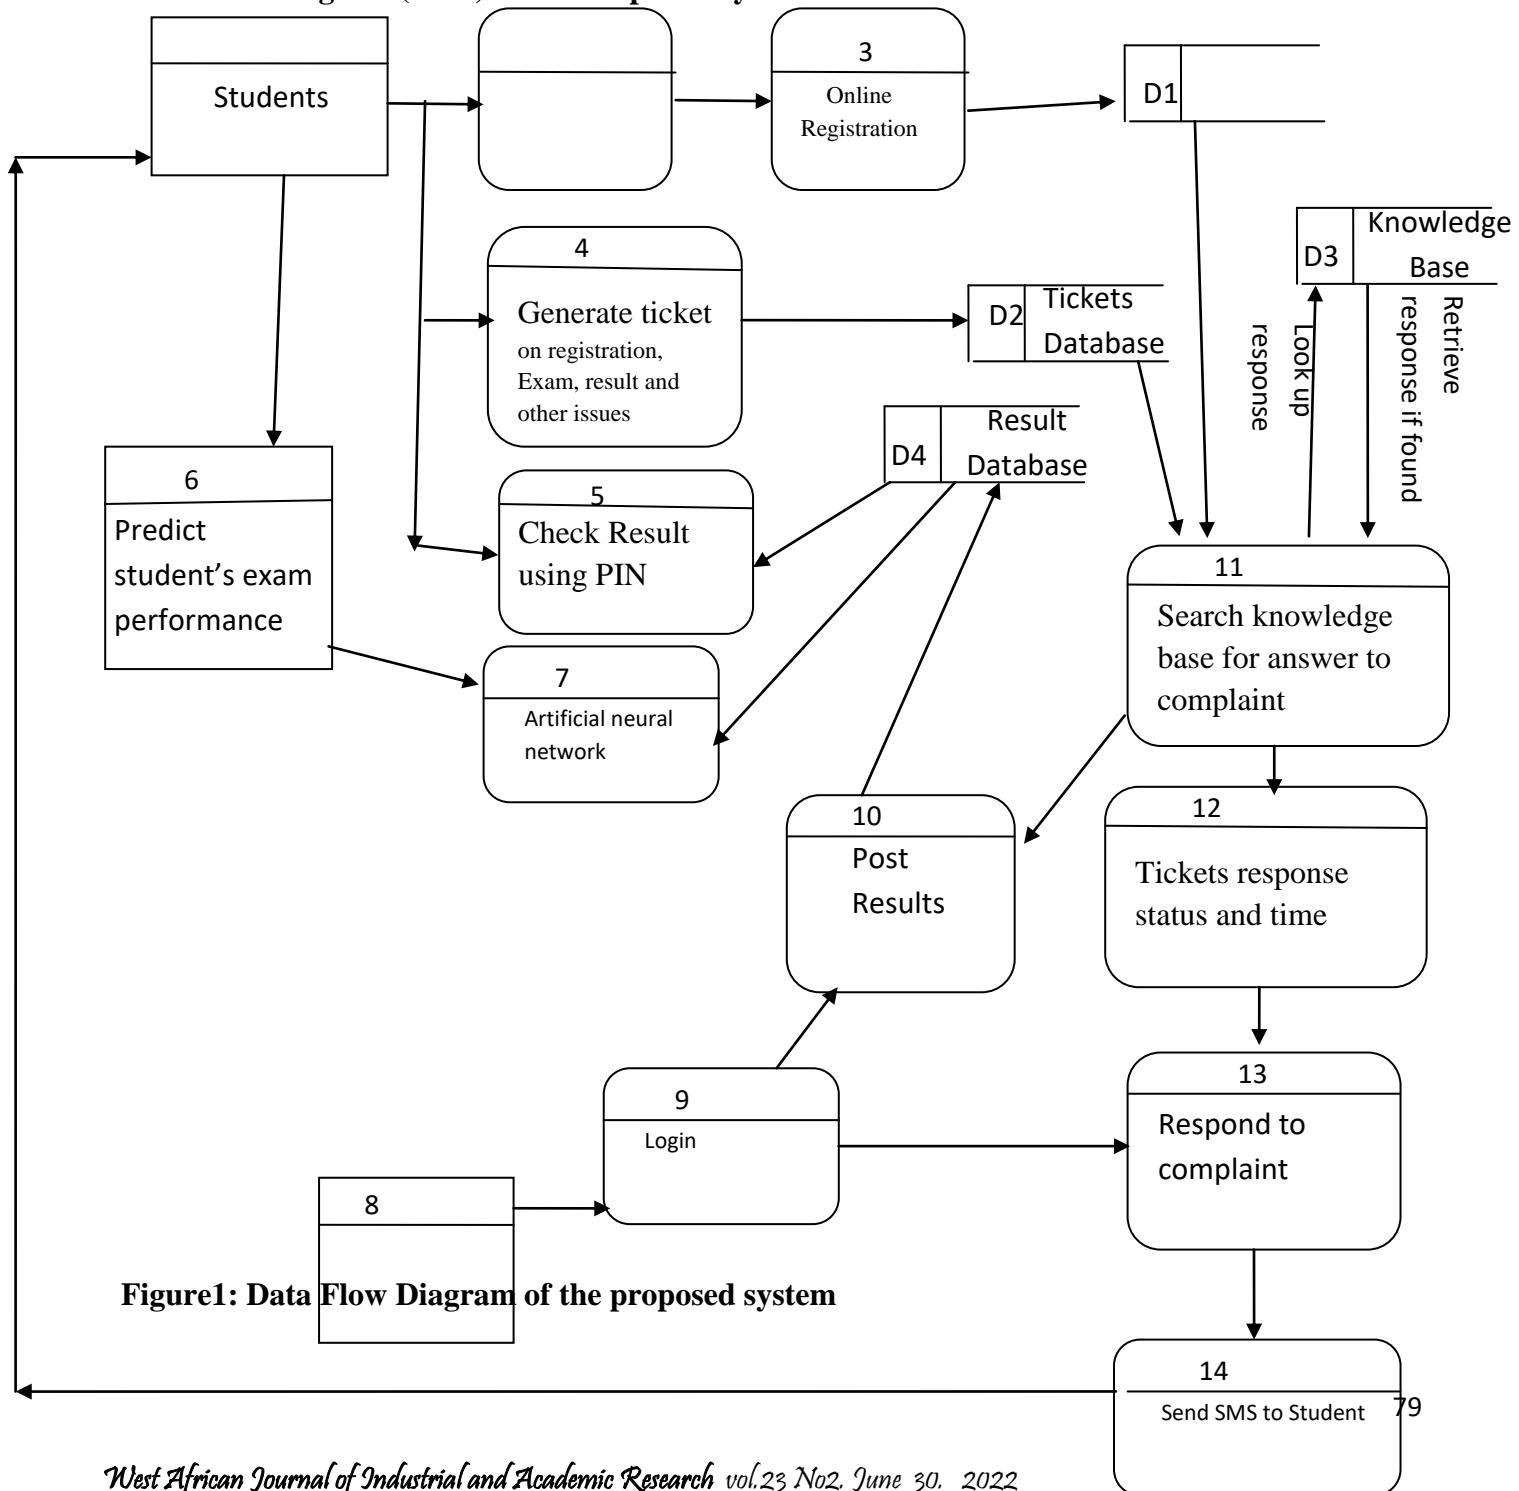 3
Students
Online
Registration
D1
4
Generate ticket
on registration,
Exam, result and
other issues
D2
Tickets
Database
D3
Knowledge
Base
Look up
response
Retrieve
response if found
D4
Result
Database
5
Check Result
using PIN
6
Predict
student’s exam
performance
7
Artificial neural
network
11
Search knowledge
base for answer to
complaint
10
Post
Results
12
Tickets response
status and time
9
Login
13
Respond to
complaint
8
Figure1: Data Flow Diagram of the proposed system
14
Send SMS to Student
79
West African Journal of Industrial and Academic Research vol.23 No2. June 30. 2022